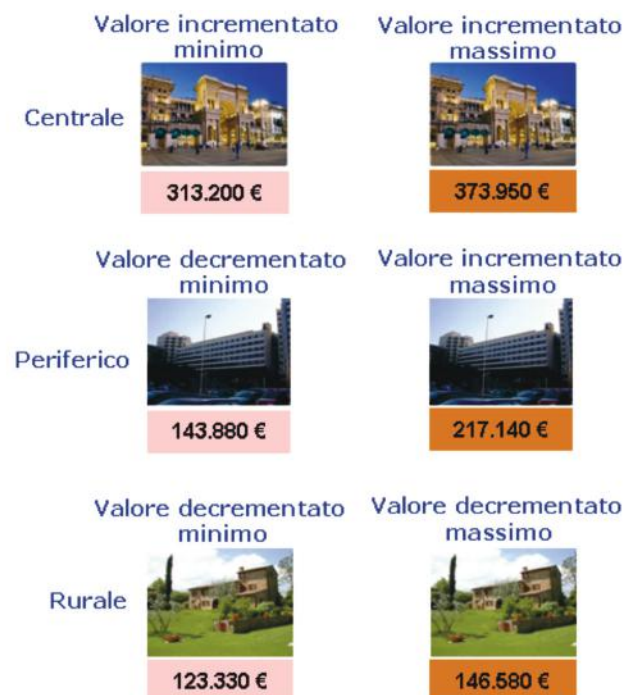 Valore incrementato
minimo
Valore incrementato
massimo
Centrale
313.200 €
373.950 €
Valore decrementato
minimo
Valore incrementato
massimo
Periferico
143.880 €
217.140 €
Valore decrementato
minimo
Valore decrementato
massimo
Rurale
123.330 €
146.580 €